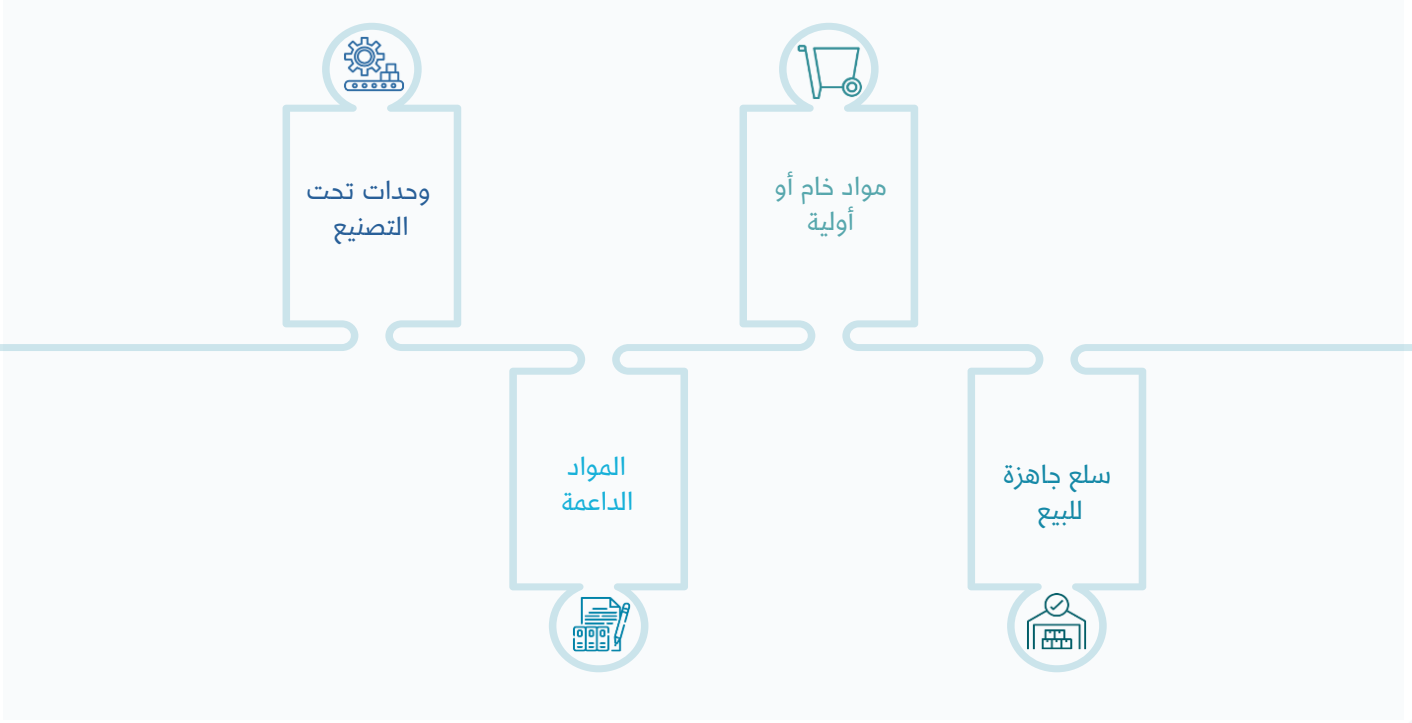 سلع جاهزة
للبيع
مواد خام أو
أولية
المواد
الداعمة
وحدات تحت
التصنيع